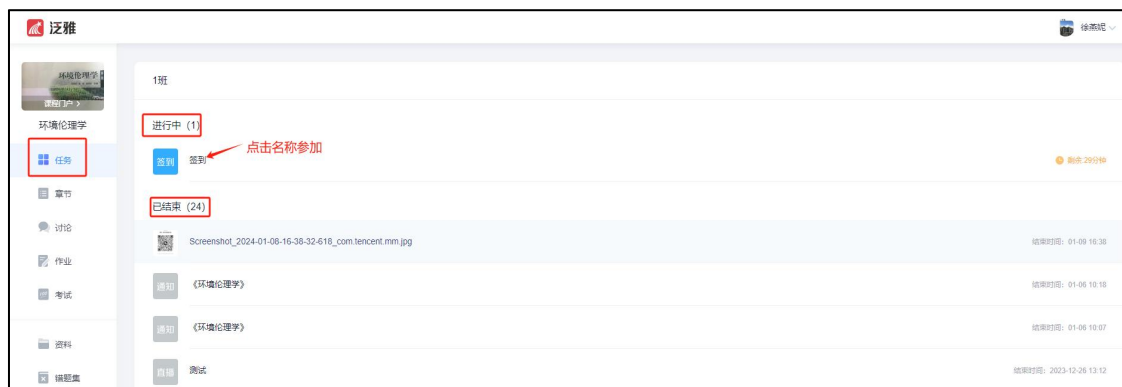 泛雅
徐燕妮
环境伦理学
课程门户
环境伦理学
任务
章节
讨论
作业
考试
资料
错题集
1班
进行中 (1)
点击名称参加
签到
签到
剩余29分钟
已结束 (24)
Screenshot_2024-01-08-16-38-32-618_com.tencent.mm.jpg
结束时间：01-09 16:38
通知
《环境伦理学》
结束时间：01-06 10:18
通知
《环境伦理学》
结束时间：01-06 10:07
直播
测试
结束时间：2023-12-26 13:12